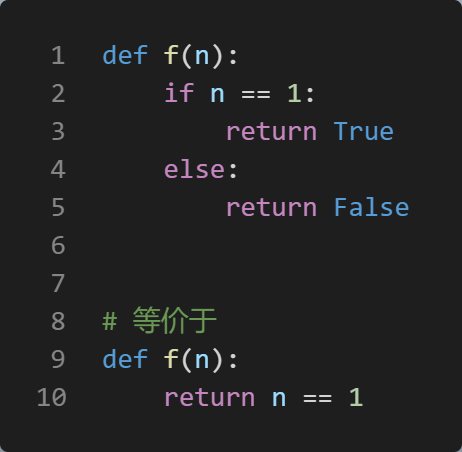 1 def f(n):
2     if n == 1:
3         return True
4     else:
5         return False
6
7
8 # 等价于
9 def f(n):
10     return n == 1